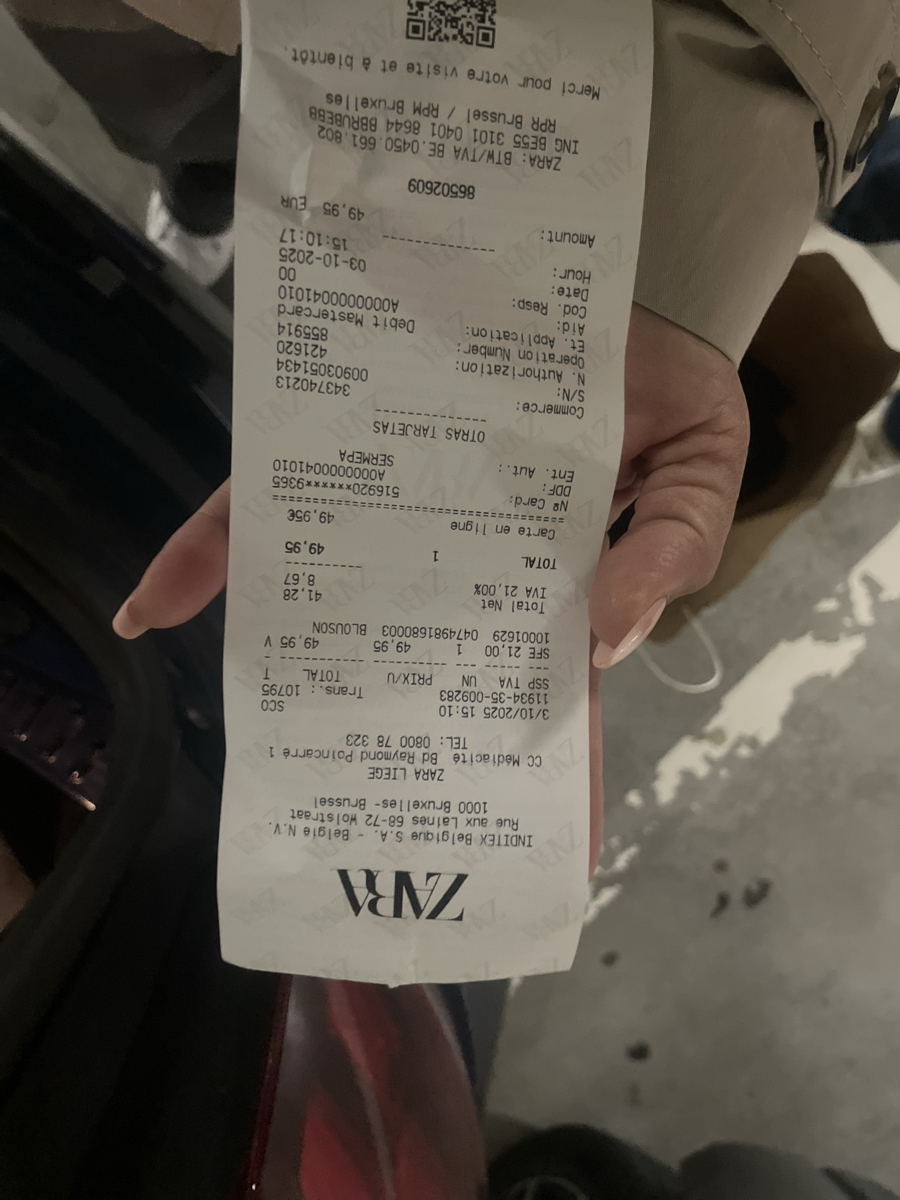 ZARA
INDITEX Belgique S.A. - Belgie N.V.
Rue aux Laines 68-72 Wolstraat
1000 Bruxelles- Brussel
ZARA LIEGE
CC Médiacité Bd Raymond Poincarré 1
TEL: 0800 78 323
3/10/2025 15:10 SCO
11934-35-009283 Trans.: 10795
SSP TVA UN PRIX/U TOTAL T
SFE 21,00 1 49,95 49,95 V
10001629 0474981680003 BLOUSON
Total Net 41,28
IVA 21,00% 8,67
TOTAL 1 49,95
Carte en ligne 49,95€
Nº Card: 516920******9365
DDF: A0000000041010
Ent. Aut.: SERMEPA
OTRAS TARJETAS
Commerce: 343740213
S/N: 00903051434
N. Authorization: 421620
Operation Number: 855914
Et. Application: Debit Mastercard
Aid: A0000000041010
Cod. Resp: 00
Date: 03-10-2025
Hour: 15:10:17
Amount: 49,95 EUR
86502609
ZARA: BTW/TVA BE.0450.661.802
ING BE55 3101 0401 8644 BBRUBEBB
RPR Brussel / RPM Bruxelles
Merci pour votre visite et à bientôt.